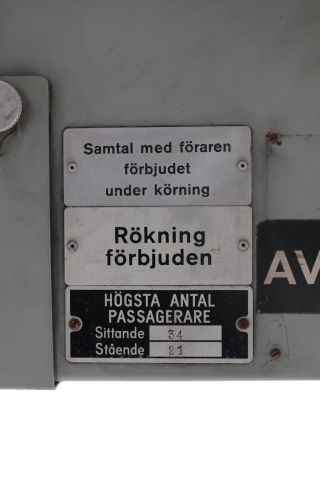 Samtal med föraren
förbjudet
under körning
Rökning
förbjuden
AV
HÖGSTA ANTAL
PASSAGERARE
Sittande 34
Stående 21